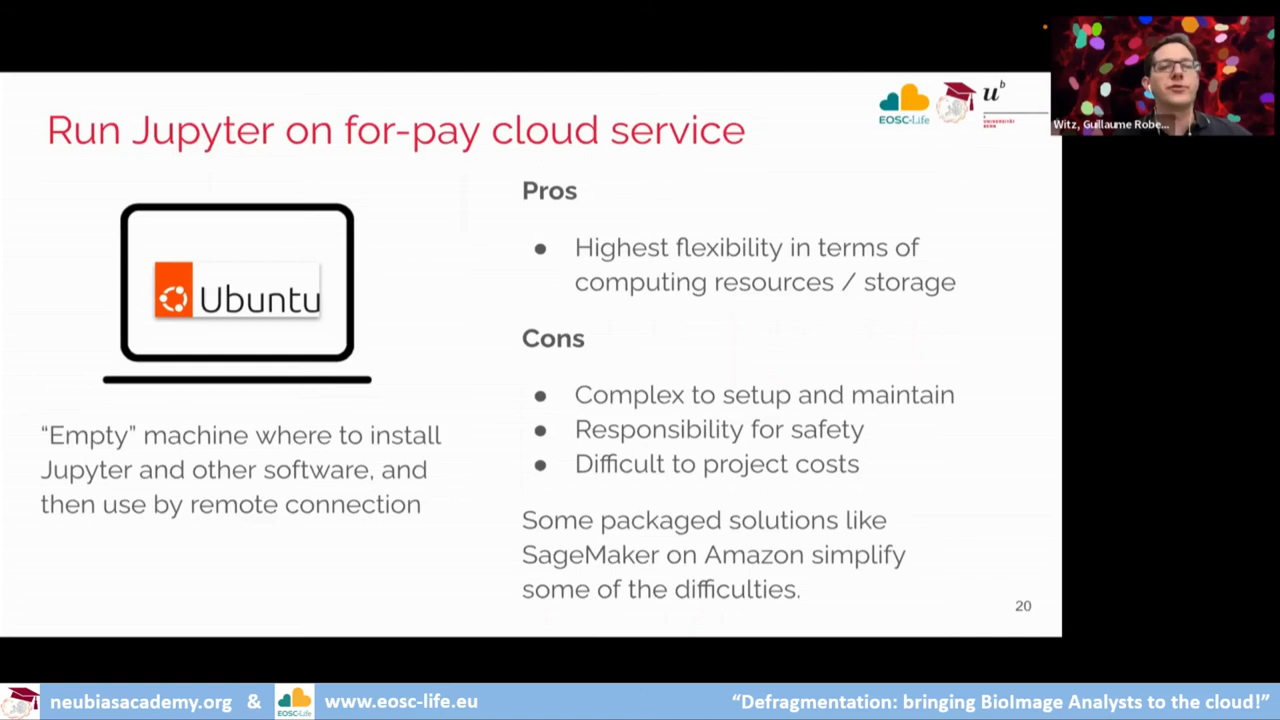 Run Jupyter on for-pay cloud service
EOSC-Life
u
b
UNIVERSITÄT
BERN
Witz, Guillaume Robe...
Ubuntu
“Empty” machine where to install
Jupyter and other software, and
then use by remote connection
Pros
● Highest flexibility in terms of
computing resources / storage
Cons
● Complex to setup and maintain
● Responsibility for safety
● Difficult to project costs
Some packaged solutions like
SageMaker on Amazon simplify
some of the difficulties.
20
neubiasacademy.org &
EOSC-Life
www.eosc-life.eu
“Defragmentation: bringing BioImage Analysts to the cloud!”